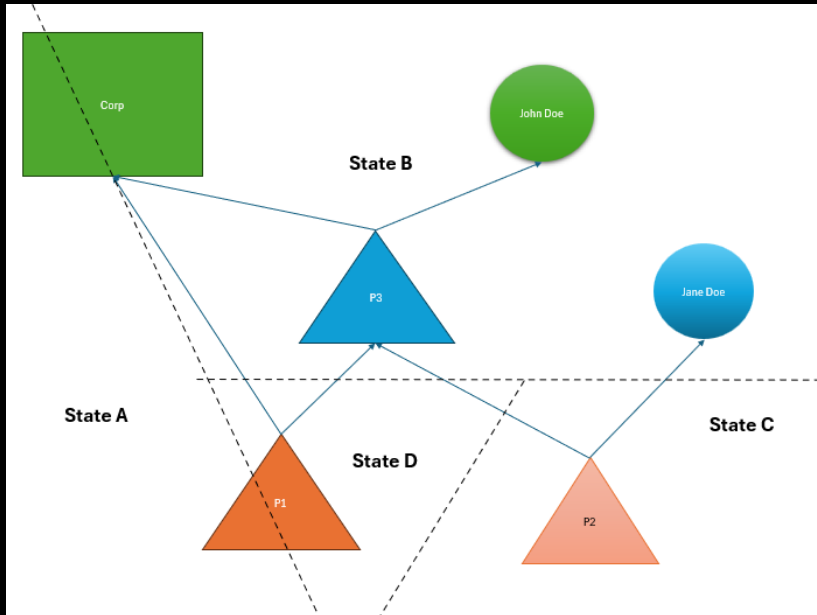 Corp
John Doe
State B
P3
Jane Doe
State A
State C
State D
P1
P2